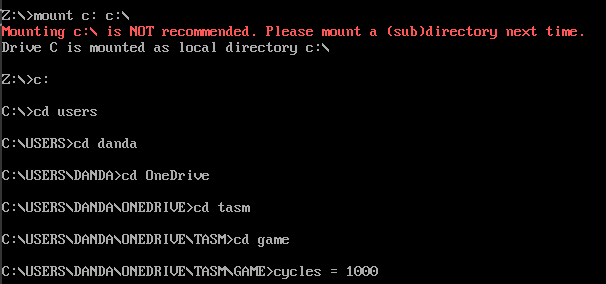 Z:\>mount c: c:\
Mounting c:\ is NOT recommended. Please mount a (sub)directory next time.
Drive C is mounted as local directory c:\
Z:\>c:
C:\>cd users
C:\USERS>cd danda
C:\USERS\DANDA>cd OneDrive
C:\USERS\DANDA\ONEDRIVE>cd tasm
C:\USERS\DANDA\ONEDRIVE\TASM>cd game
C:\USERS\DANDA\ONEDRIVE\TASM\GAME>cycles = 1000